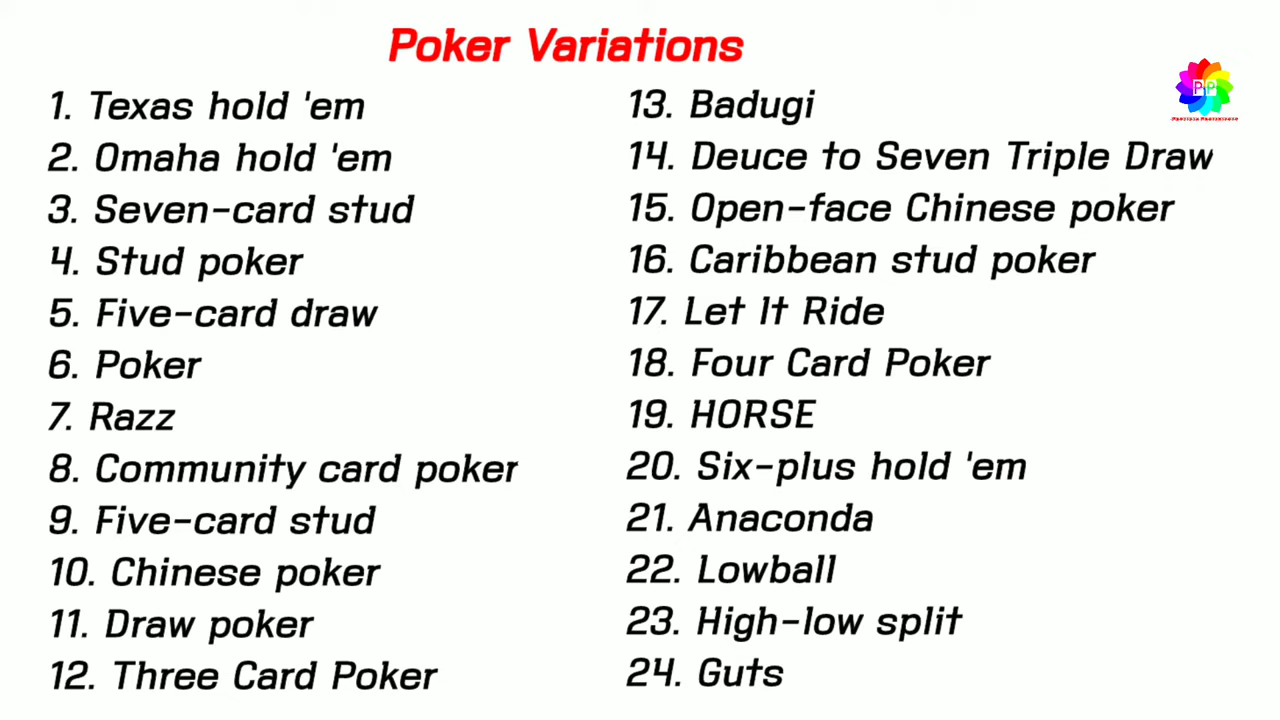 Poker Variations
1. Texas hold 'em
2. Omaha hold 'em
3. Seven-card stud
4. Stud poker
5. Five-card draw
6. Poker
7. Razz
8. Community card poker
9. Five-card stud
10. Chinese poker
11. Draw poker
12. Three Card Poker
13. Badugi
14. Deuce to Seven Triple Draw
15. Open-face Chinese poker
16. Caribbean stud poker
17. Let It Ride
18. Four Card Poker
19. HORSE
20. Six-plus hold 'em
21. Anaconda
22. Lowball
23. High-low split
24. Guts
PP